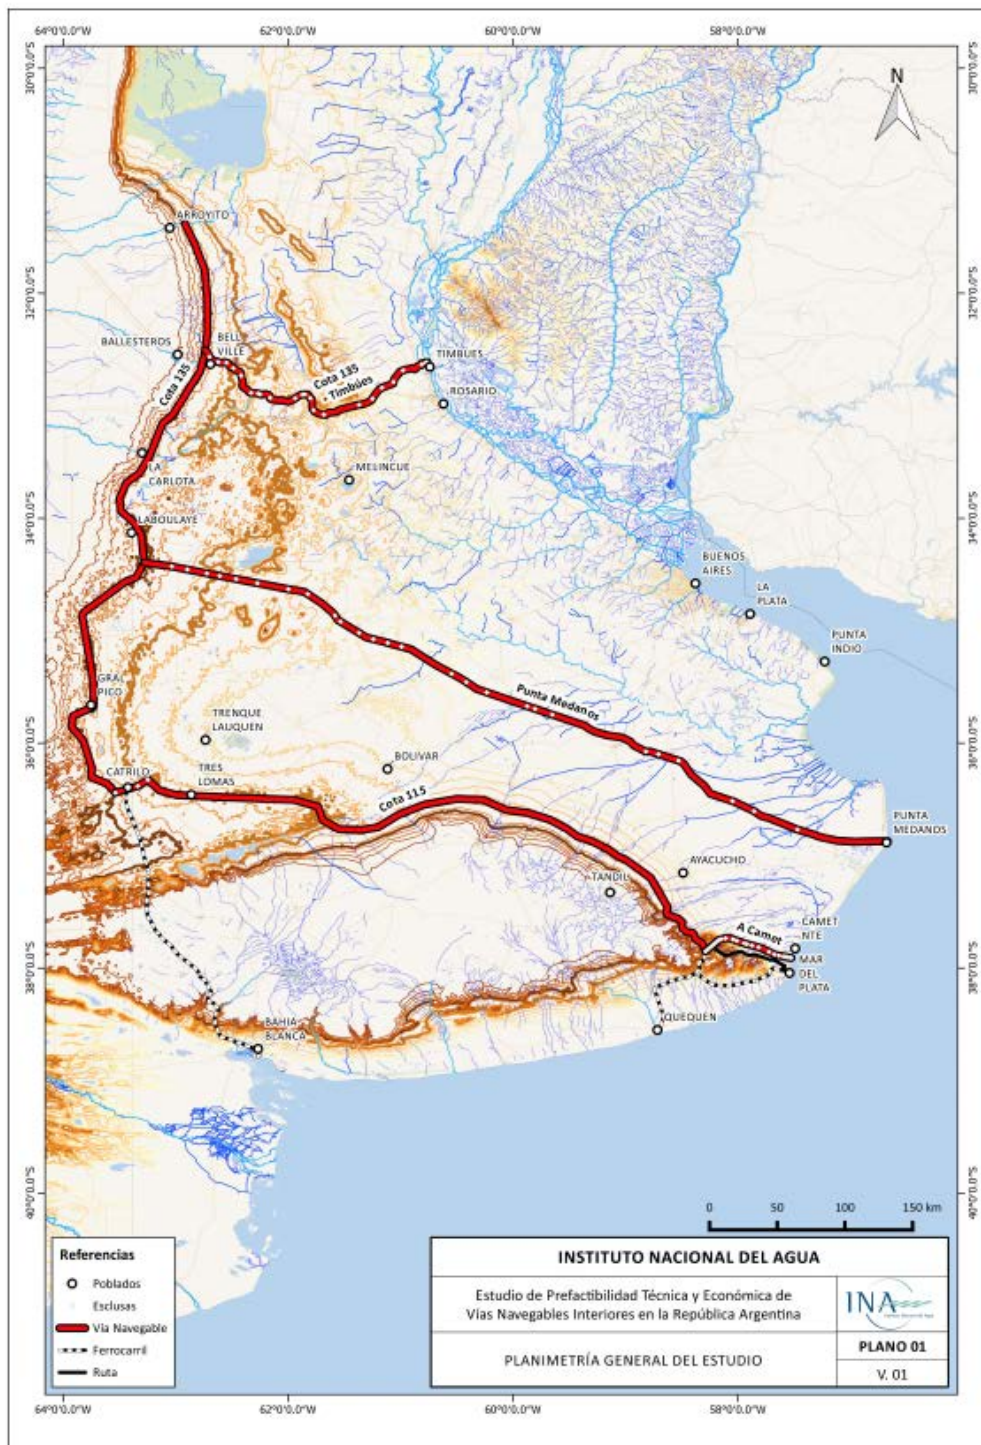 64°0'0.0"W
62°0'0.0"W
60°0'0.0"W
58°0'0.0"W
30°0'0.0"S
30°0'0.0"S
N
ARROYITO
32°0'0.0"S
32°0'0.0"S
BALLESTEROS
BELL
VILLE
Cota 135
Cota 135
- Timbúes
TIMBUES
ROSARIO
LA
CARLOTA
MELINCUE
LABOULAYE
34°0'0.0"S
34°0'0.0"S
BUENOS
AIRES
LA
PLATA
PUNTA
INDIO
GRAL
PICO
TRENQUE
LAUQUEN
Punta Medanos
36°0'0.0"S
36°0'0.0"S
CATRILO
TRES
LOMAS
BOLIVAR
Cota 115
PUNTA
MEDANOS
AYACUCHO
TANDIL
A Camet
CAMET
NTE
MAR
DEL
PLATA
38°0'0.0"S
38°0'0.0"S
BAHIA
BLANCA
QUEQUEN
40°0'0.0"S
40°0'0.0"S
0 50 100 150 km
Referencias
Poblados
Esclusas
Via Navegable
Ferrocarril
Ruta
INSTITUTO NACIONAL DEL AGUA
Estudio de Prefactibilidad Técnica y Económica de
Vías Navegables Interiores en la República Argentina
INA
PLANIMETRÍA GENERAL DEL ESTUDIO
PLANO 01
V. 01
64°0'0.0"W
62°0'0.0"W
60°0'0.0"W
58°0'0.0"W